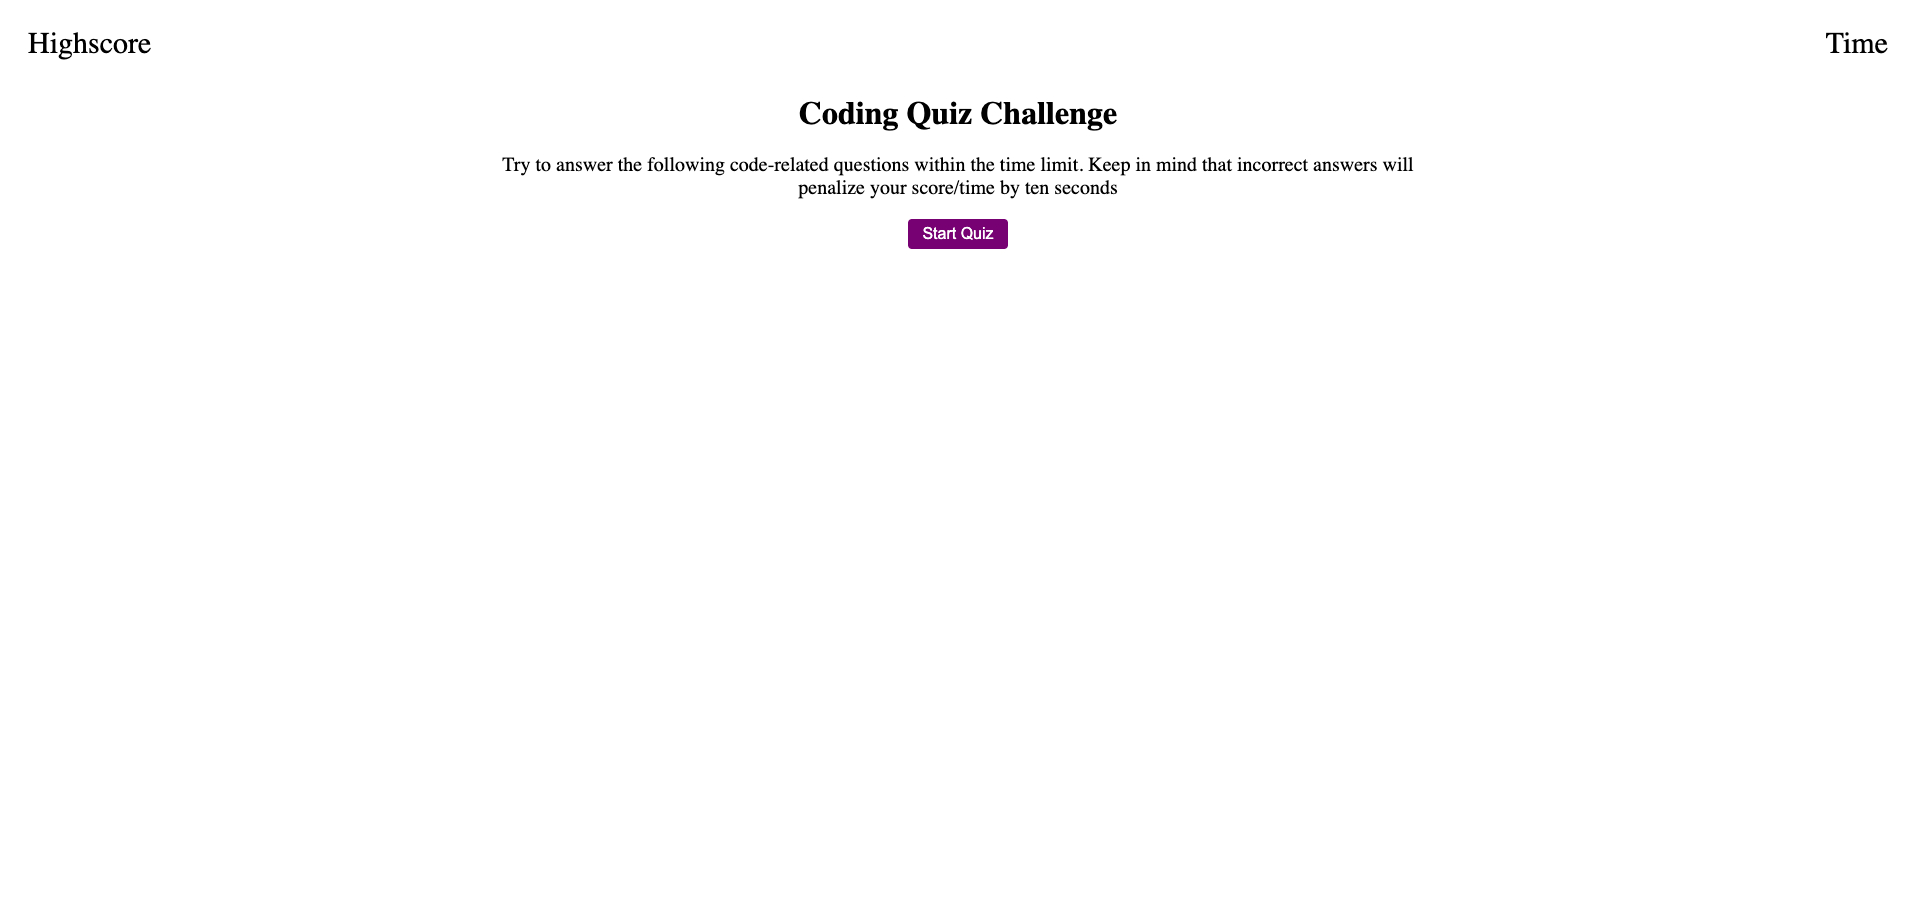 Highscore
Time
Coding Quiz Challenge
Try to answer the following code-related questions within the time limit. Keep in mind that incorrect answers will
penalize your score/time by ten seconds
Start Quiz